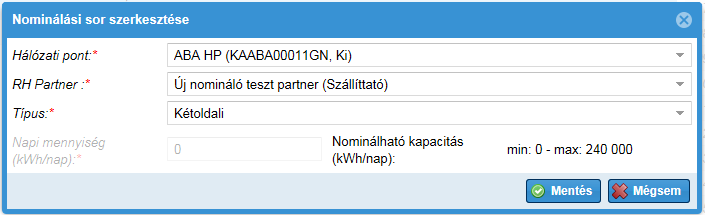 Nominálási sor szerkesztése
Hálózati pont:* ABA HP (KAABA00011GN, Ki)
RH Partner :* Új nomináló teszt partner (Szállíttató)
Típus:* Kétoldali
Napi mennyiség (kWh/nap):* 0 Nominálható kapacitás (kWh/nap): min: 0 - max: 240 000
Mentés Mégsem